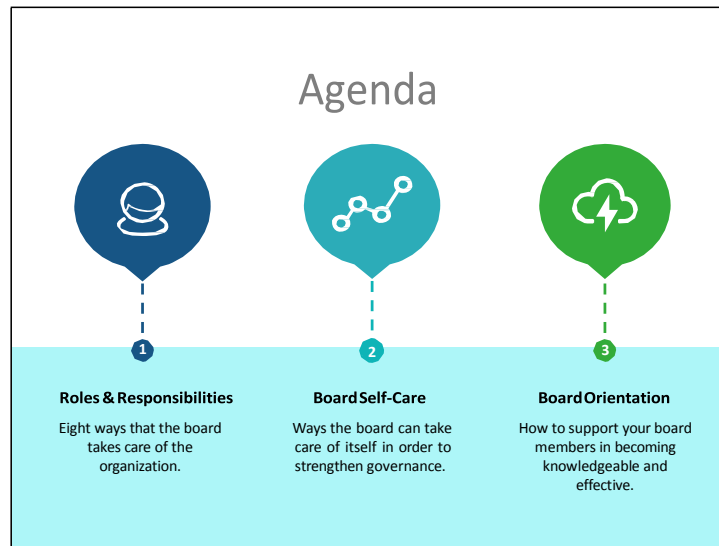 Agenda
1
2
3
Roles & Responsibilities
Eight ways that the board
takes care of the
organization.
Board Self-Care
Ways the board can take
care of itself in order to
strengthen governance.
Board Orientation
How to support your board
members in becoming
knowledgeable and
effective.